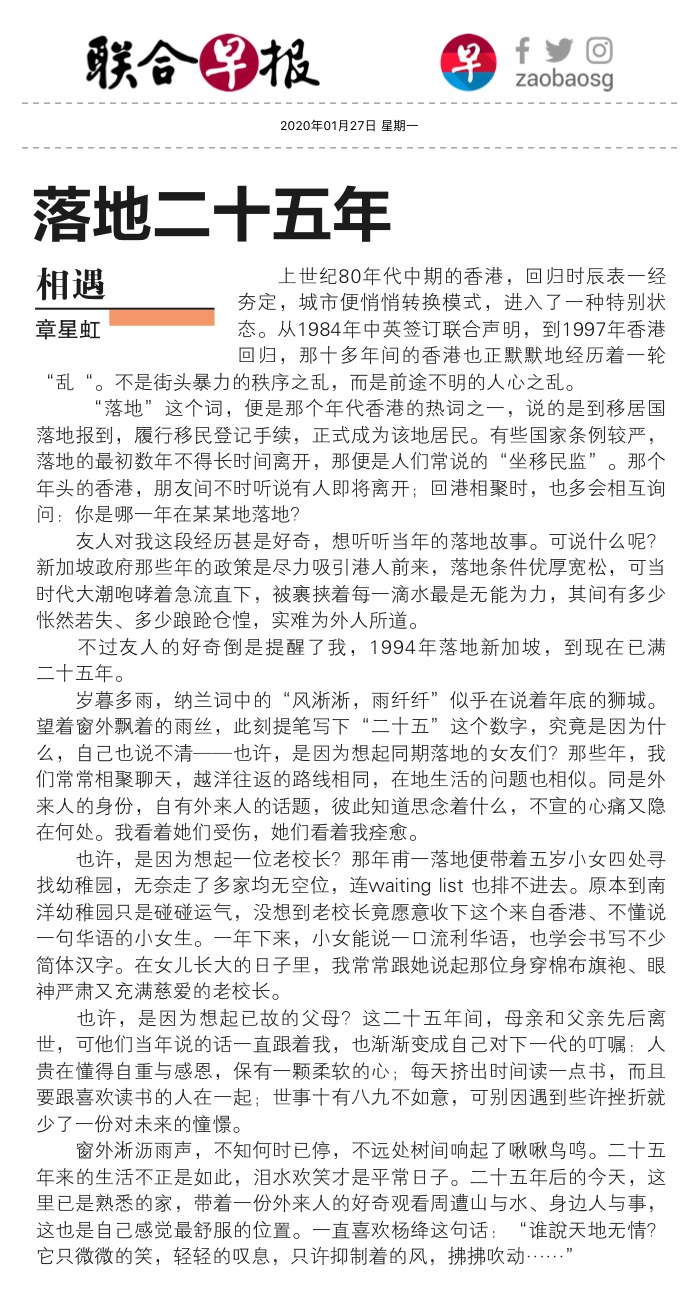 联合早报
早
zaobaosg
2020年01月27日 星期一
落地二十五年
相遇
章星虹
上世纪80年代中期的香港，回归时辰表一经
夯定，城市便悄悄转换模式，进入了一种特别状
态。从1984年中英签订联合声明，到1997年香港
回归，那十多年间的香港也正默默地经历着一轮
“乱“。不是街头暴力的秩序之乱，而是前途不明的人心之乱。
“落地”这个词，便是那个年代香港的热词之一，说的是到移居国
落地报到，履行移民登记手续，正式成为该地居民。有些国家条例较严，
落地的最初数年不得长时间离开，那便是人们常说的“坐移民监”。那个
年头的香港，朋友间不时听说有人即将离开；回港相聚时，也多会相互询
问：你是哪一年在某某地落地？
友人对我这段经历甚是好奇，想听听当年的落地故事。可说什么呢？
新加坡政府那些年的政策是尽力吸引港人前来，落地条件优厚宽松，可当
时代大潮咆哮着急流直下，被裹挟着每一滴水最是无能为力，其间有多少
怅然若失、多少踉跄仓惶，实难为外人所道。
不过友人的好奇倒是提醒了我，1994年落地新加坡，到现在已满
二十五年。
岁暮多雨，纳兰词中的“风淅淅，雨纤纤”似乎在说着年底的狮城。
望着窗外飘着的雨丝，此刻提笔写下“二十五”这个数字，究竟是因为什
么，自己也说不清——也许，是因为想起同期落地的女友们？那些年，我
们常常相聚聊天，越洋往返的路线相同，在地生活的问题也相似。同是外
来人的身份，自有外来人的话题，彼此知道思念着什么，不宣的心痛又隐
在何处。我看着她们受伤，她们看着我痊愈。
也许，是因为想起一位老校长？那年甫一落地便带着五岁小女四处寻
找幼稚园，无奈走了多家均无空位，连waiting list 也排不进去。原本到南
洋幼稚园只是碰碰运气，没想到老校长竟愿意收下这个来自香港、不懂说
一句华语的小女生。一年下来，小女能说一口流利华语，也学会书写不少
简体汉字。在女儿长大的日子里，我常常跟她说起那位身穿棉布旗袍、眼
神严肃又充满慈爱的老校长。
也许，是因为想起已故的父母？这二十五年间，母亲和父亲先后离
世，可他们当年说的话一直跟着我，也渐渐变成自己对下一代的叮嘱：人
贵在懂得自重与感恩，保有一颗柔软的心；每天挤出时间读一点书，而且
要跟喜欢读书的人在一起；世事十有八九不如意，可别因遇到些许挫折就
少了一份对未来的憧憬。
窗外淅沥雨声，不知何时已停，不远处树间响起了啾啾鸟鸣。二十五
年来的生活不正是如此，泪水欢笑才是平常日子。二十五年后的今天，这
里已是熟悉的家，带着一份外来人的好奇观看周遭山与水、身边人与事，
这也是自己感觉最舒服的位置。一直喜欢杨绛这句话：“谁說天地无情？
它只微微的笑，轻轻的叹息，只许抑制着的风，拂拂吹动……”